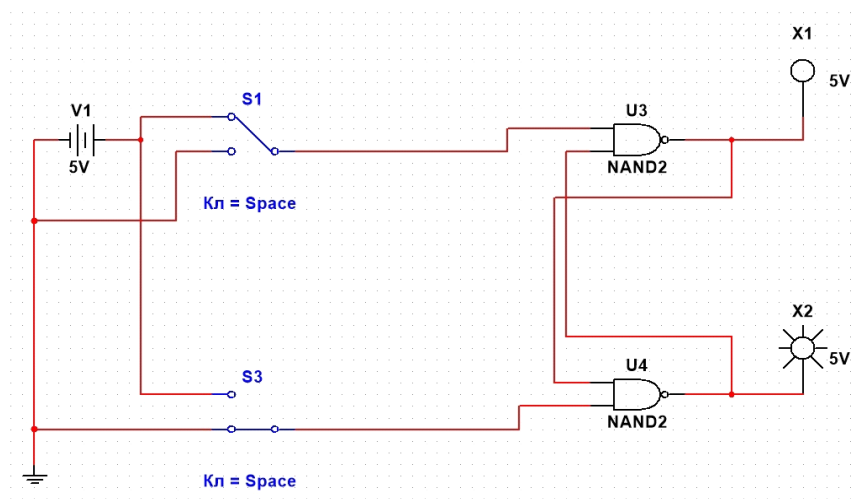 X1
5V
S1
V1
5V
U3
NAND2
Кл = Space
X2
5V
S3
U4
NAND2
Кл = Space